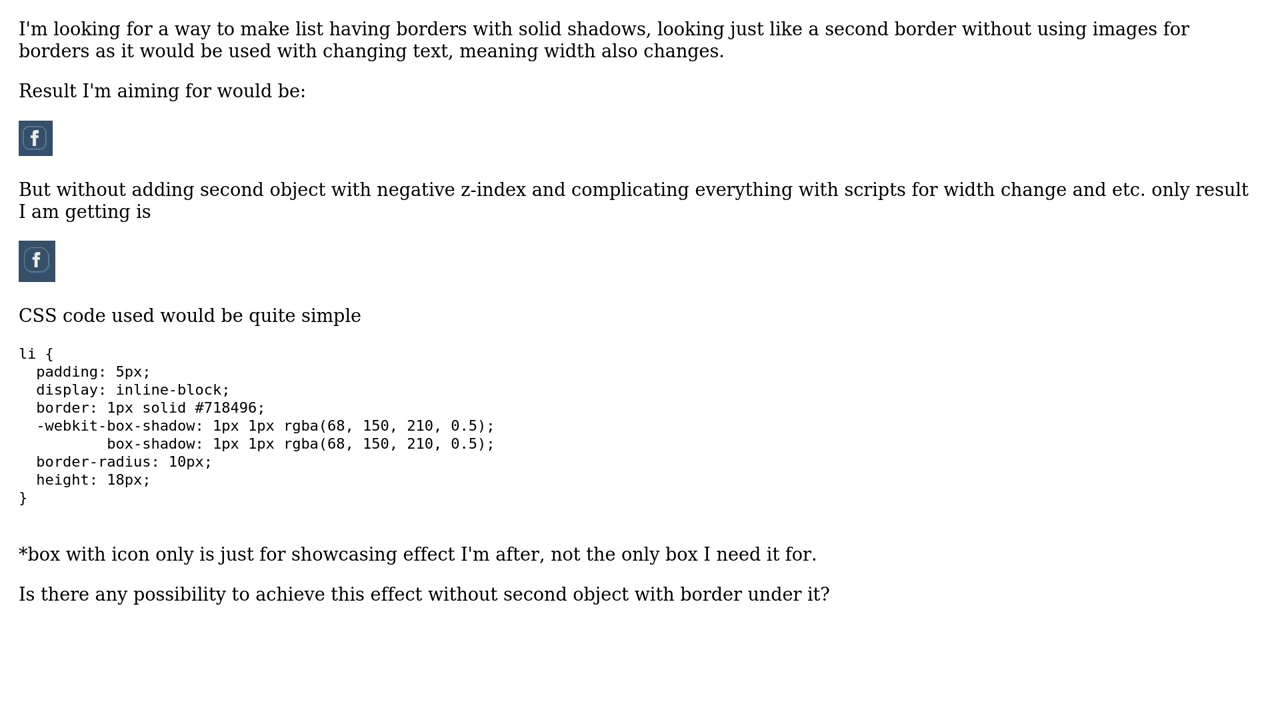 I'm looking for a way to make list having borders with solid shadows, looking just like a second border without using images for
borders as it would be used with changing text, meaning width also changes.
Result I'm aiming for would be:
f
But without adding second object with negative z-index and complicating everything with scripts for width change and etc. only result
I am getting is
f
CSS code used would be quite simple
li {
  padding: 5px;
  display: inline-block;
  border: 1px solid #718496;
  -webkit-box-shadow: 1px 1px rgba(68, 150, 210, 0.5);
          box-shadow: 1px 1px rgba(68, 150, 210, 0.5);
  border-radius: 10px;
  height: 18px;
}
*box with icon only is just for showcasing effect I'm after, not the only box I need it for.
Is there any possibility to achieve this effect without second object with border under it?